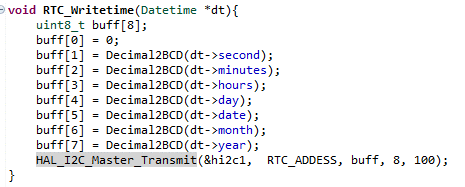 void RTC_Writetime(Datetime *dt){
uint8_t buff[8];
buff[0] = 0;
buff[1] = Decimal2BCD(dt->second);
buff[2] = Decimal2BCD(dt->minutes);
buff[3] = Decimal2BCD(dt->hours);
buff[4] = Decimal2BCD(dt->day);
buff[5] = Decimal2BCD(dt->date);
buff[6] = Decimal2BCD(dt->month);
buff[7] = Decimal2BCD(dt->year);
HAL_I2C_Master_Transmit(&hi2c1,  RTC_ADDESS, buff, 8, 100);
}